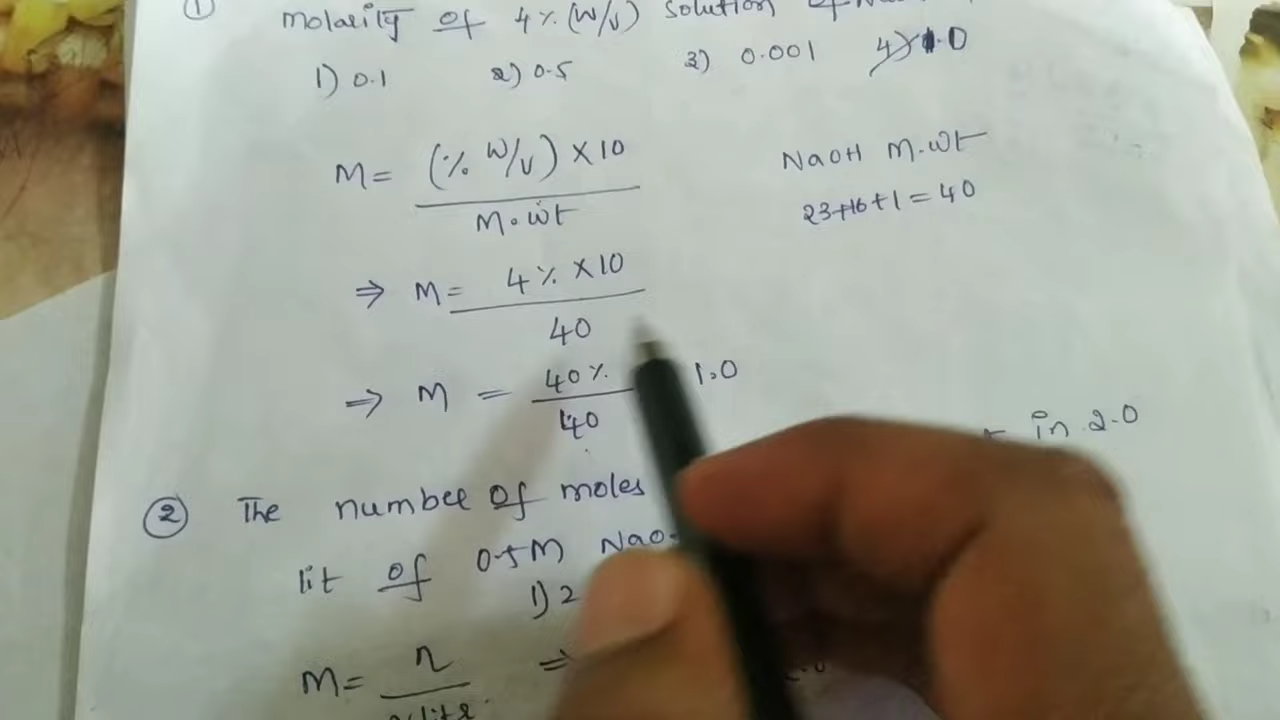 ①
molarity of 4% (W/V) solution of
1) 0.1 2) 0.5 3) 0.001 4) 1.0
M= (% W/V) × 10
M.wt
NaOH M.wt
23+16+1=40
⇒ M= 4% ×10
40
⇒ M = 40%
40
1.0
② The number of moles in 2.0
lit of 0.5M NaO
1) 2
M= n
⇒